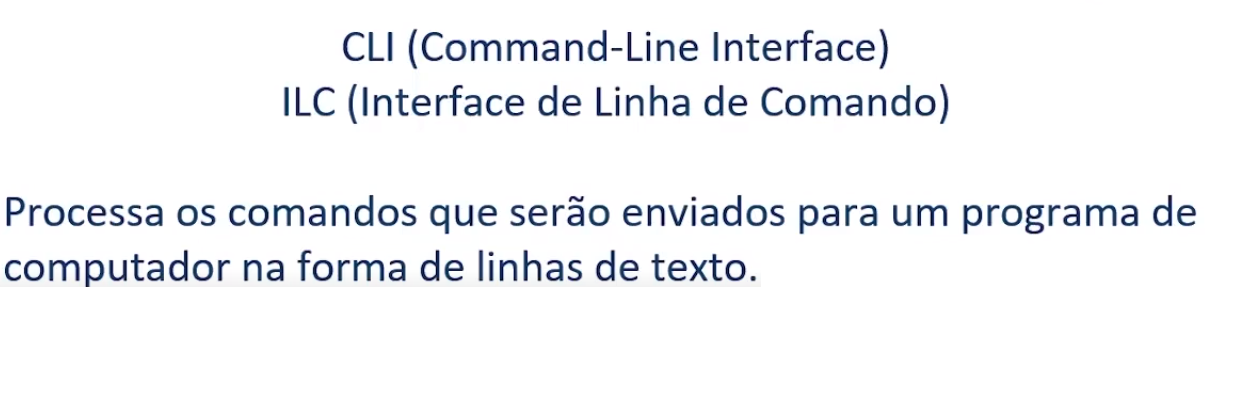 CLI (Command-Line Interface)
ILC (Interface de Linha de Comando)
Processa os comandos que serão enviados para um programa de
computador na forma de linhas de texto.